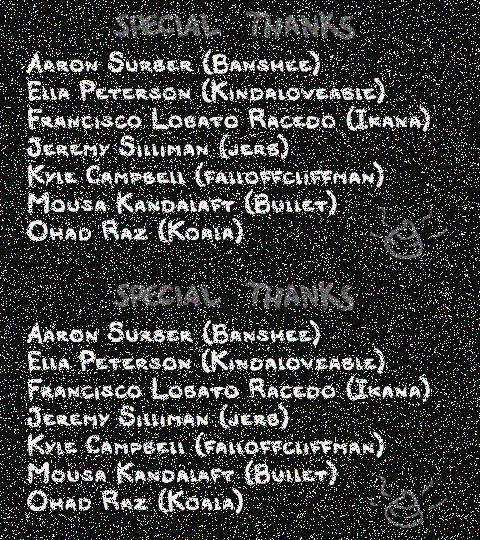 SPECIAL THANKS
AARON SURBER (BANSHEE)
ELLA PETERSON (KINDALOVEABLE)
FRANCISCO LOBATO RACEDO (IKANA)
JEREMY SILLIMAN (JERB)
KYLE CAMPBELL (FALLOFFCLIFFMAN)
MOUSA KANDALAFT (BULLET)
OHAD RAZ (KOALA)
SPECIAL THANKS
AARON SURBER (BANSHEE)
ELLA PETERSON (KINDALOVEABLE)
FRANCISCO LOBATO RACEDO (IKANA)
JEREMY SILLIMAN (JERB)
KYLE CAMPBELL (FALLOFFCLIFFMAN)
MOUSA KANDALAFT (BULLET)
OHAD RAZ (KOALA)